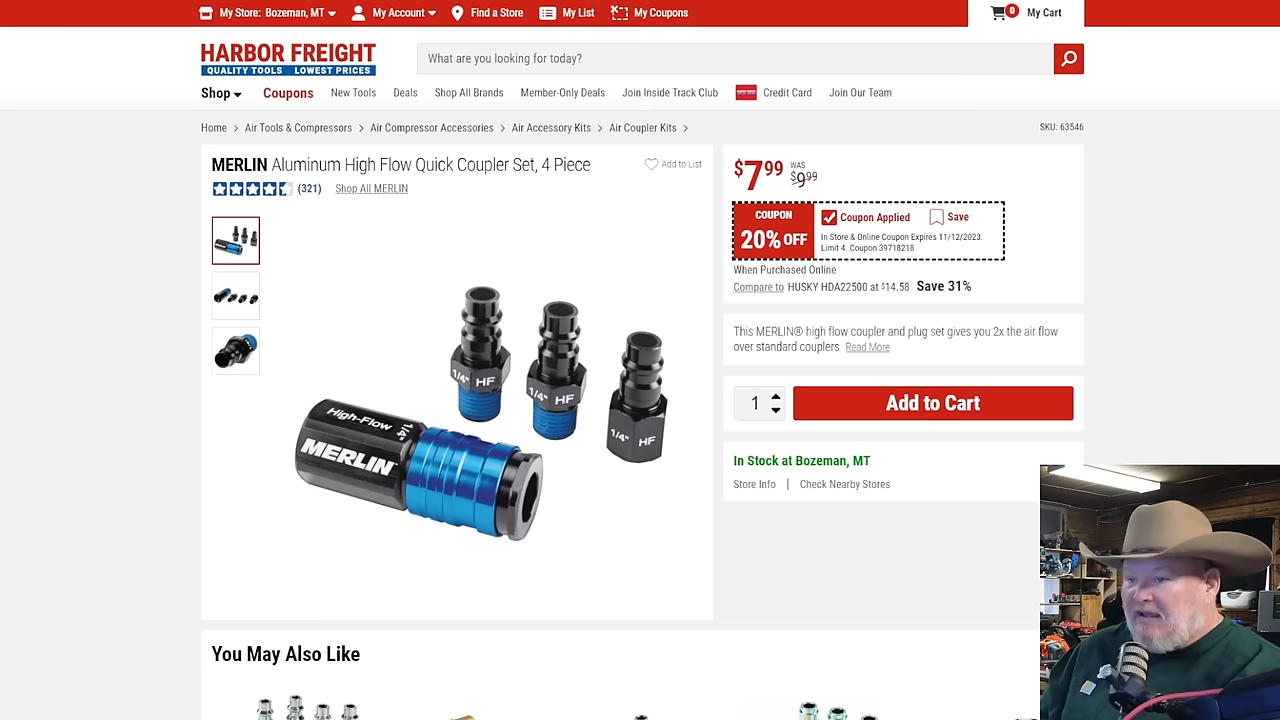 My Store: Bozeman, MT
My Account
Find a Store
My List
My Coupons
0
My Cart
HARBOR FREIGHT
QUALITY TOOLS LOWEST PRICES
What are you looking for today?
Shop
Coupons
New Tools
Deals
Shop All Brands
Member-Only Deals
Join Inside Track Club
Credit Card
Join Our Team
Home > Air Tools & Compressors > Air Compressor Accessories > Air Accessory Kits > Air Coupler Kits >
SKU: 63546
MERLIN Aluminum High Flow Quick Coupler Set, 4 Piece
Add to List
(321)
Shop All MERLIN
1/4" HF
1/4" HF
1/4" HF
High-Flow 1/4"
MERLIN
$7.99
WAS
$9.99
COUPON
20% OFF
Coupon Applied
Save
In Store & Online Coupon Expires 11/12/2023.
Limit 4. Coupon 39718218
When Purchased Online
Compare to HUSKY HDA22500 at $14.58 Save 31%
This MERLIN® high flow coupler and plug set gives you 2x the air flow
over standard couplers Read More
1
Add to Cart
In Stock at Bozeman, MT
Store Info | Check Nearby Stores
You May Also Like